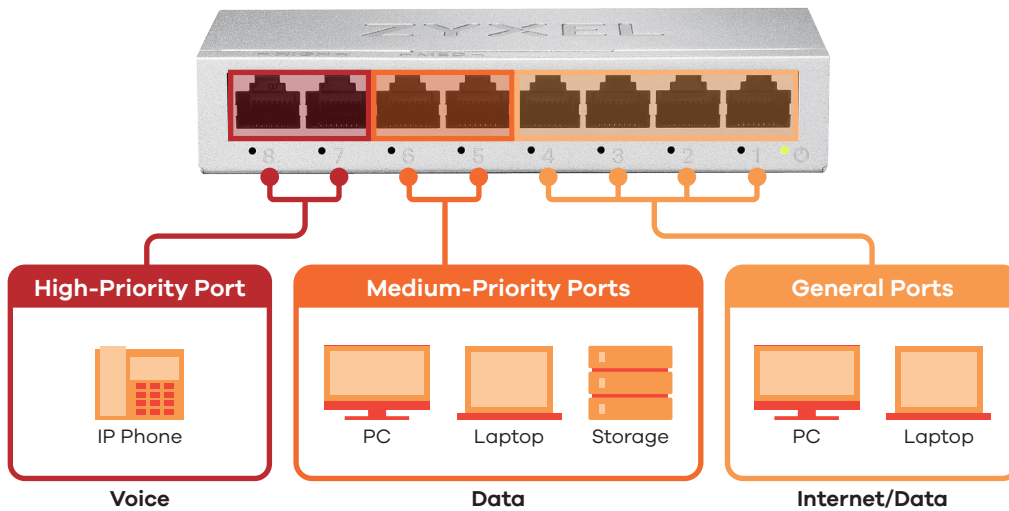 ZYXEL
8 7 6 5 4 3 2 1
High-Priority Port
Medium-Priority Ports
General Ports
IP Phone
PC
Laptop
Storage
PC
Laptop
Voice
Data
Internet/Data